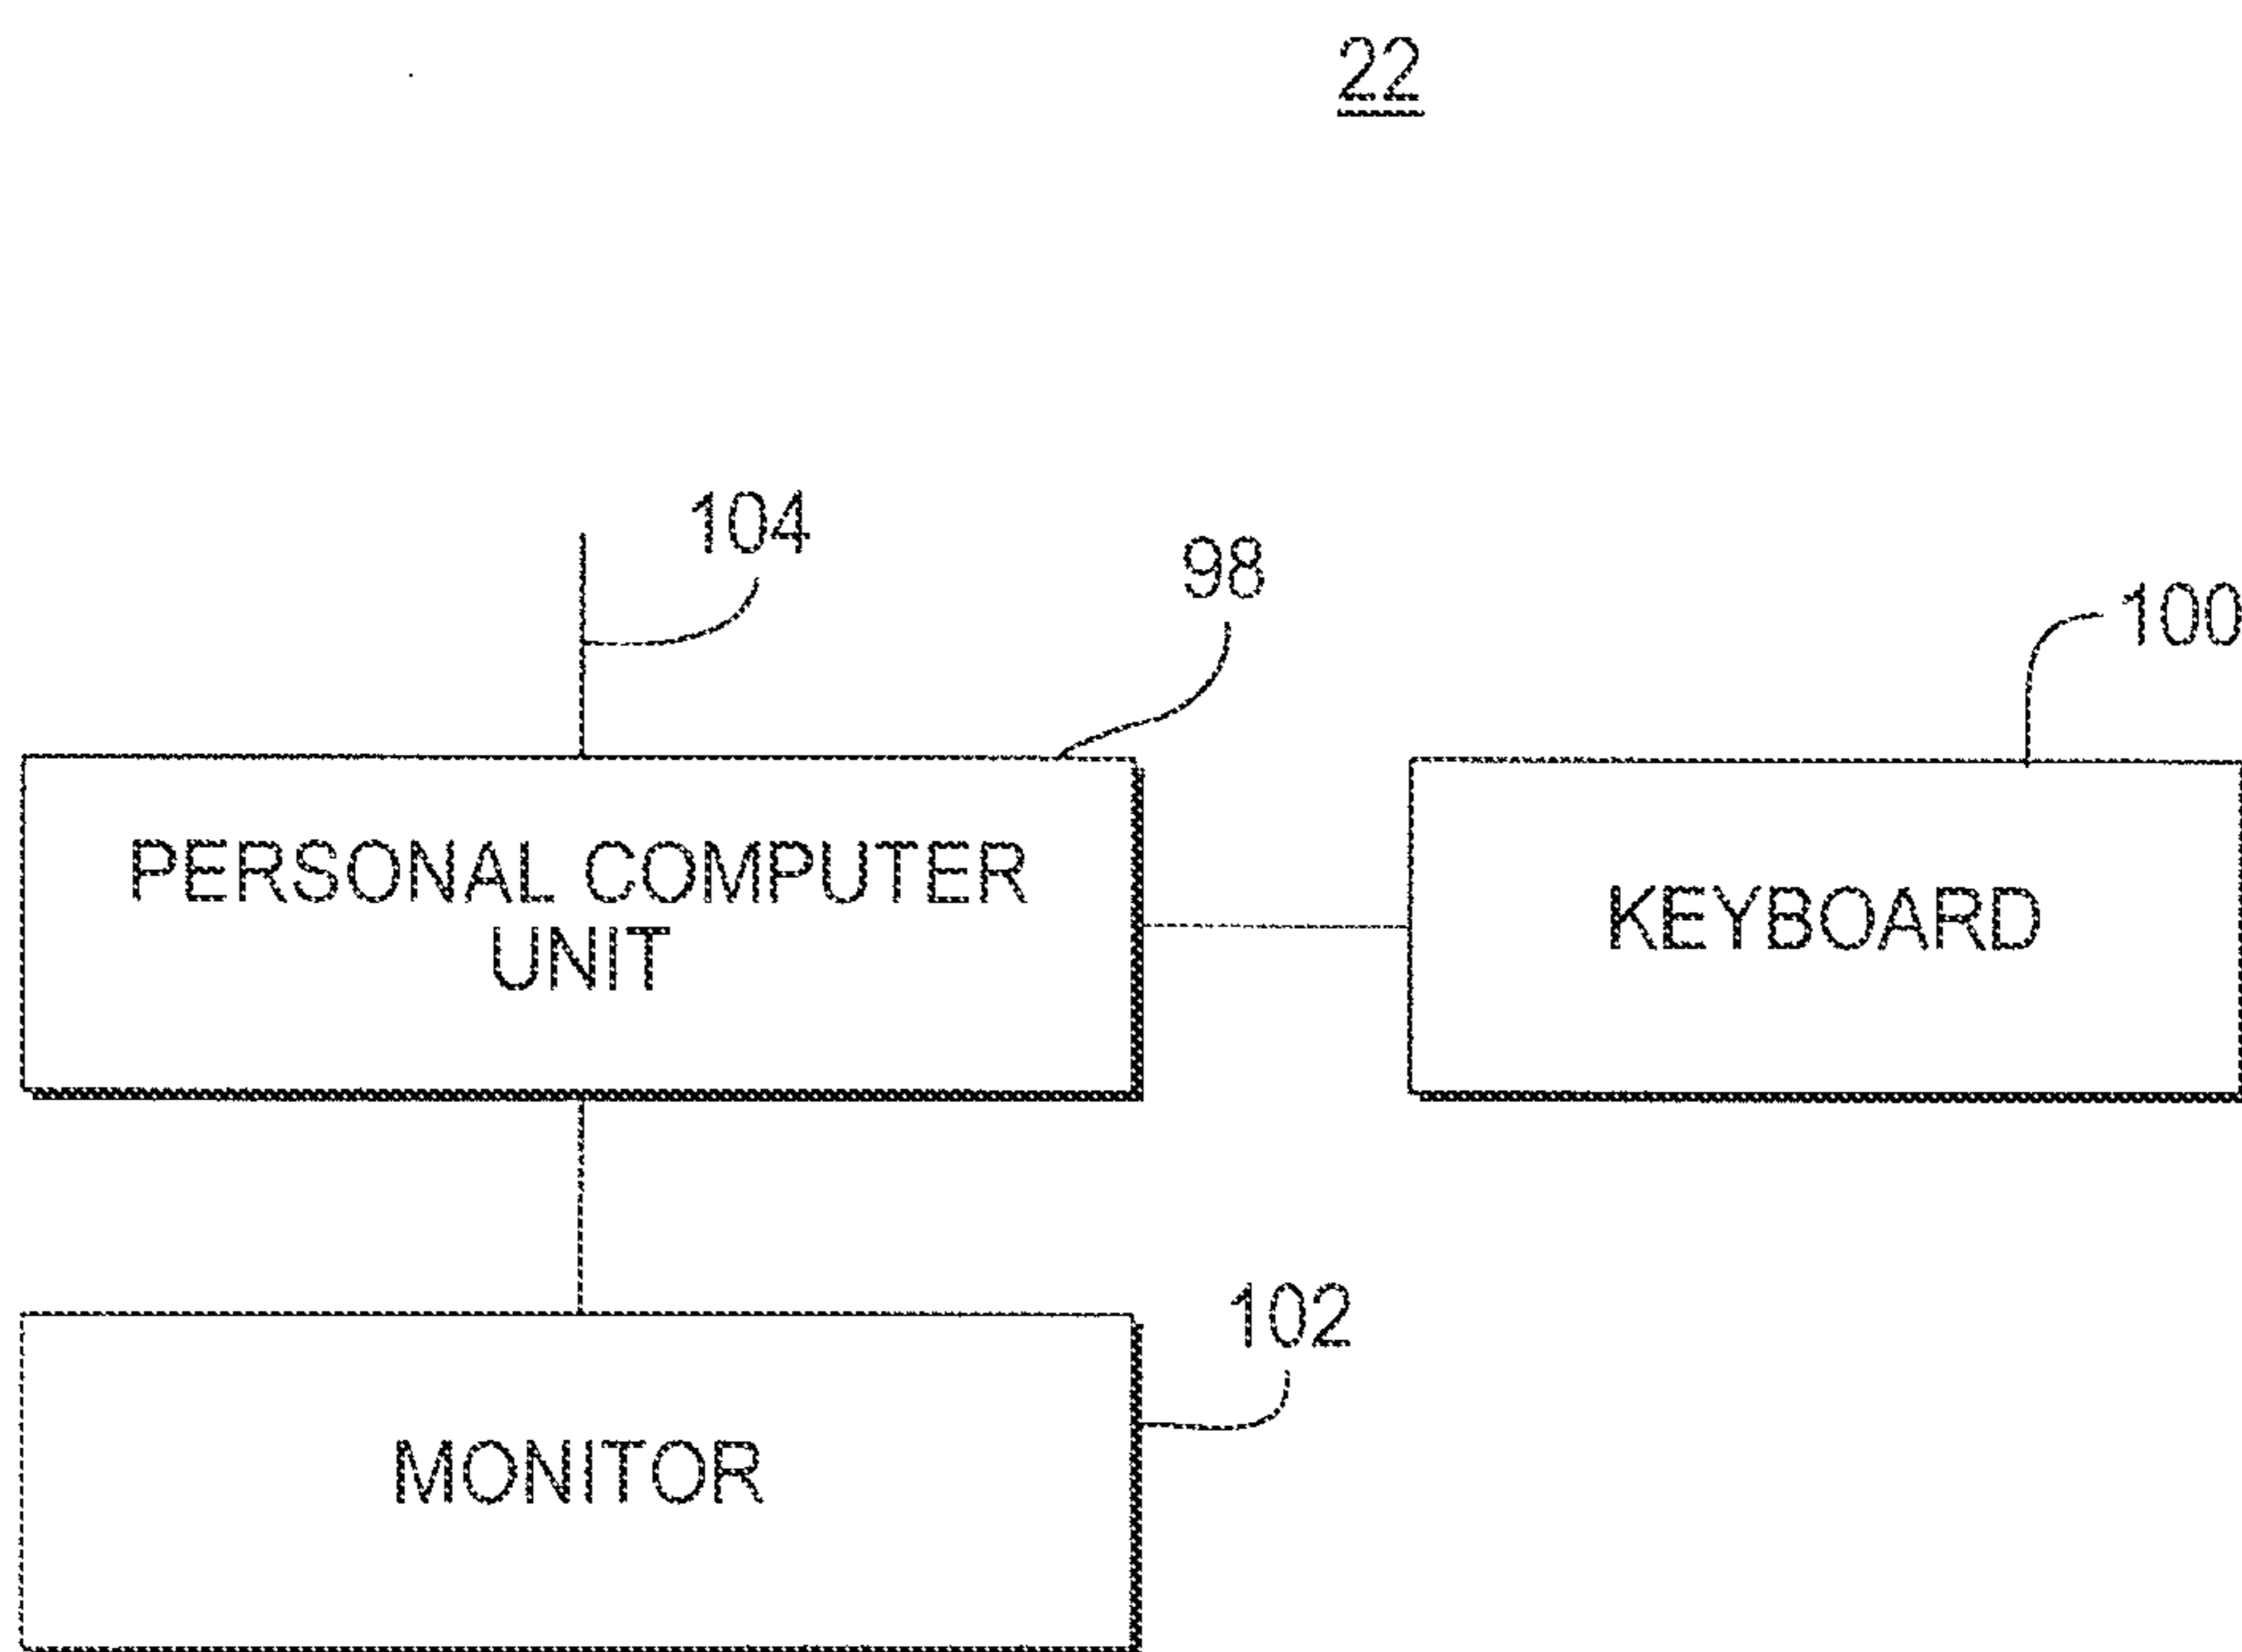 22
104
98
100
PERSONAL COMPUTER
UNIT
KEYBOARD
102
MONITOR